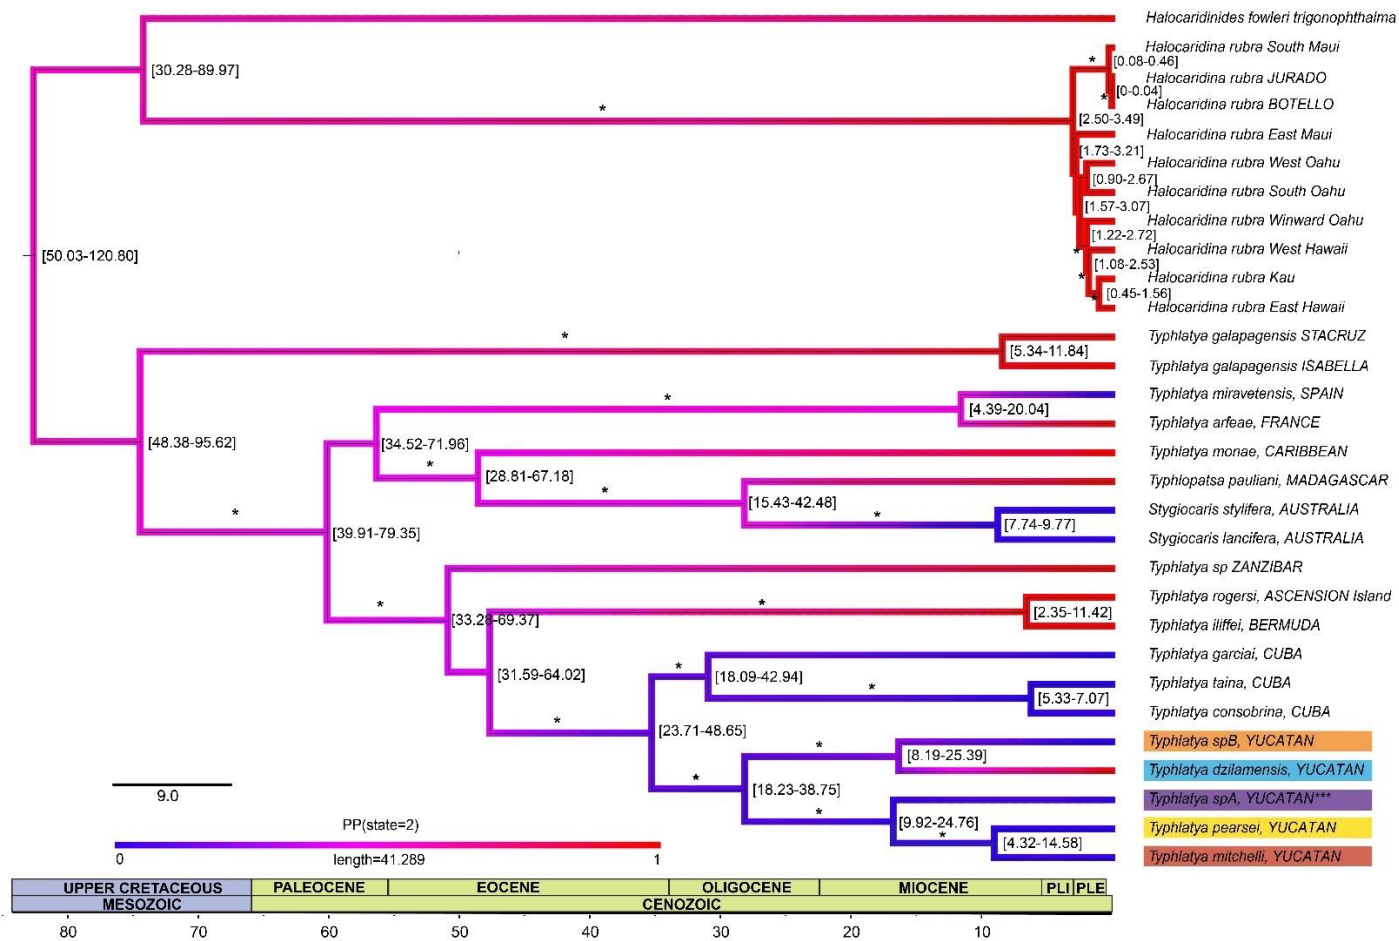 Halocaridinides fowleri trigonophthalma
Halocaridina rubra South Maui
[0.08-0.46]
[30.28-89.97]
*
Halocaridina rubra JURADO
[0-0.04]
*
*
Halocaridina rubra BOTELLO
[2.50-3.49]
Halocaridina rubra East Maui
[1.73-3.21]
Halocaridina rubra West Oahu
[0.90-2.67]
Halocaridina rubra South Oahu
[1.57-3.07]
Halocaridina rubra Winward Oahu
[1.22-2.72]
[50.03-120.80]
*
Halocaridina rubra West Hawaii
[1.08-2.53]
*
Halocaridina rubra Kau
*
[0.45-1.56]
Halocaridina rubra East Hawaii
*
Typhlatya galapagensis STACRUZ
[5.34-11.84]
Typhlatya galapagensis ISABELLA
*
Typhlatya miravetensis, SPAIN
[4.39-20.04]
Typhlatya arfeae, FRANCE
[48.38-95.62]
[34.52-71.96]
Typhlatya monae, CARIBBEAN
*
[28.81-67.18]
Typhlopatsa pauliani, MADAGASCAR
*
[15.43-42.48]
*
*
Stygiocaris stylifera, AUSTRALIA
[7.74-9.77]
[39.91-79.35]
Stygiocaris lancifera, AUSTRALIA
Typhlatya sp ZANZIBAR
*
*
Typhlatya rogersi, ASCENSION Island
[2.35-11.42]
[33.28-69.37]
Typhlatya iliffei, BERMUDA
Typhlatya garciai, CUBA
*
[31.59-64.02]
[18.09-42.94]
*
Typhlatya taina, CUBA
[5.33-7.07]
Typhlatya consobrina, CUBA
*
[23.71-48.65]
*
Typhlatya spB, YUCATAN
[8.19-25.39]
*
Typhlatya dzilamensis, YUCATAN
[18.23-38.75]
9.0
Typhlatya spA, YUCATAN***
*
[9.92-24.76]
PP(state=2)
*
Typhlatya pearsei, YUCATAN
[4.32-14.58]
0
length=41.289
1
Typhlatya mitchelli, YUCATAN
UPPER CRETACEOUS PALEOCENE EOCENE OLIGOCENE MIOCENE PLI PLE
MESOZOIC CENOZOIC
80 70 60 50 40 30 20 10